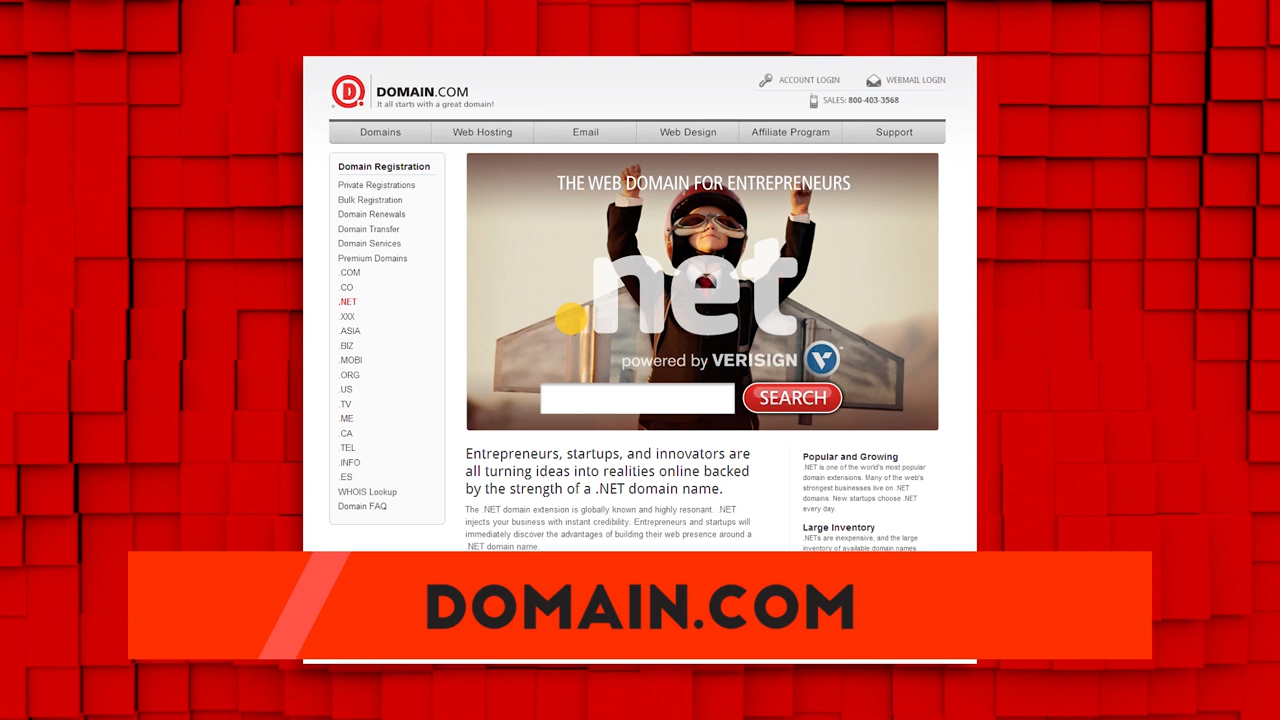 DOMAIN.COM
It all starts with a great domain!
ACCOUNT LOGIN
WEBMAIL LOGIN
SALES: 800-403-3568
Domains
Web Hosting
Email
Web Design
Affiliate Program
Support
Domain Registration
Private Registrations
Bulk Registration
Domain Renewals
Domain Transfer
Domain Services
Premium Domains
.COM
.CO
.NET
.XXX
.ASIA
.BIZ
.MOBI
.ORG
.US
.TV
.ME
.CA
.TEL
.INFO
.ES
WHOIS Lookup
Domain FAQ
THE WEB DOMAIN FOR ENTREPRENEURS
.net
powered by VERISIGN
SEARCH
Entrepreneurs, startups, and innovators are
all turning ideas into realities online backed
by the strength of a .NET domain name.
The .NET domain extension is globally known and highly resonant. .NET
injects your business with instant credibility. Entrepreneurs and startups will
immediately discover the advantages of building their web presence around a
.NET domain name.
Popular and Growing
.NET is one of the world's most popular
domain extensions. Many of the web's
strongest businesses live on .NET
domains. New startups choose .NET
every day.
Large Inventory
.NETs are inexpensive, and the large
inventory of available domain names
DOMAIN.COM